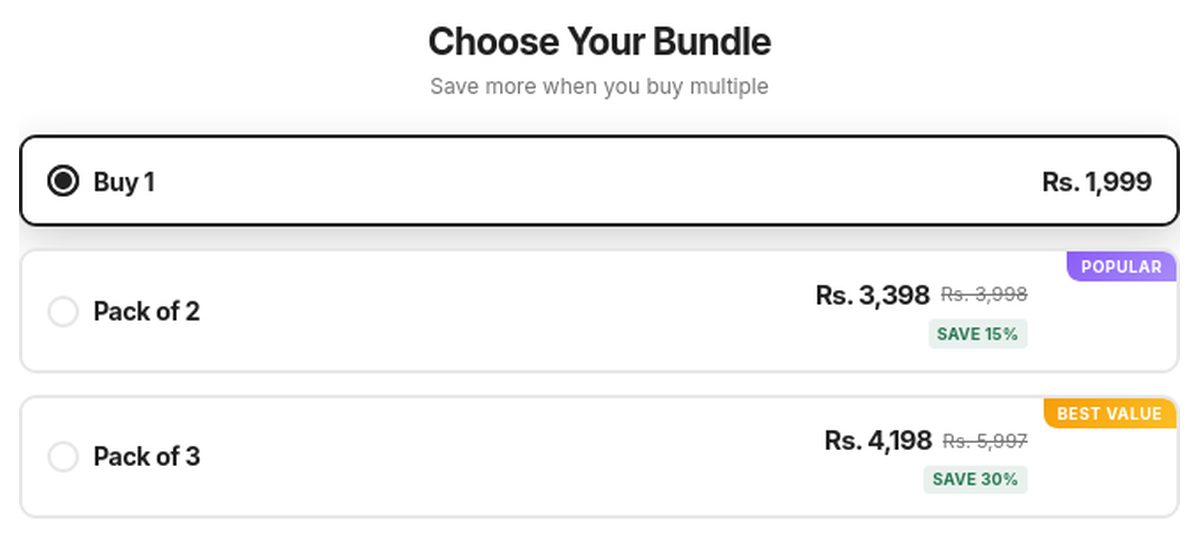 Choose Your Bundle
Save more when you buy multiple
Buy 1 Rs. 1,999
POPULAR
Pack of 2 Rs. 3,398 Rs. 3,998
SAVE 15%
BEST VALUE
Pack of 3 Rs. 4,198 Rs. 5,997
SAVE 30%